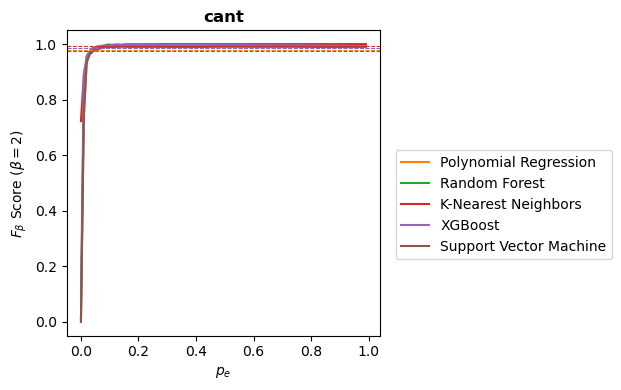 cant
1.0
0.8
0.6
0.4
0.2
0.0
F_β Score (β = 2)
0.0 0.2 0.4 0.6 0.8 1.0
p_e
Polynomial Regression
Random Forest
K-Nearest Neighbors
XGBoost
Support Vector Machine